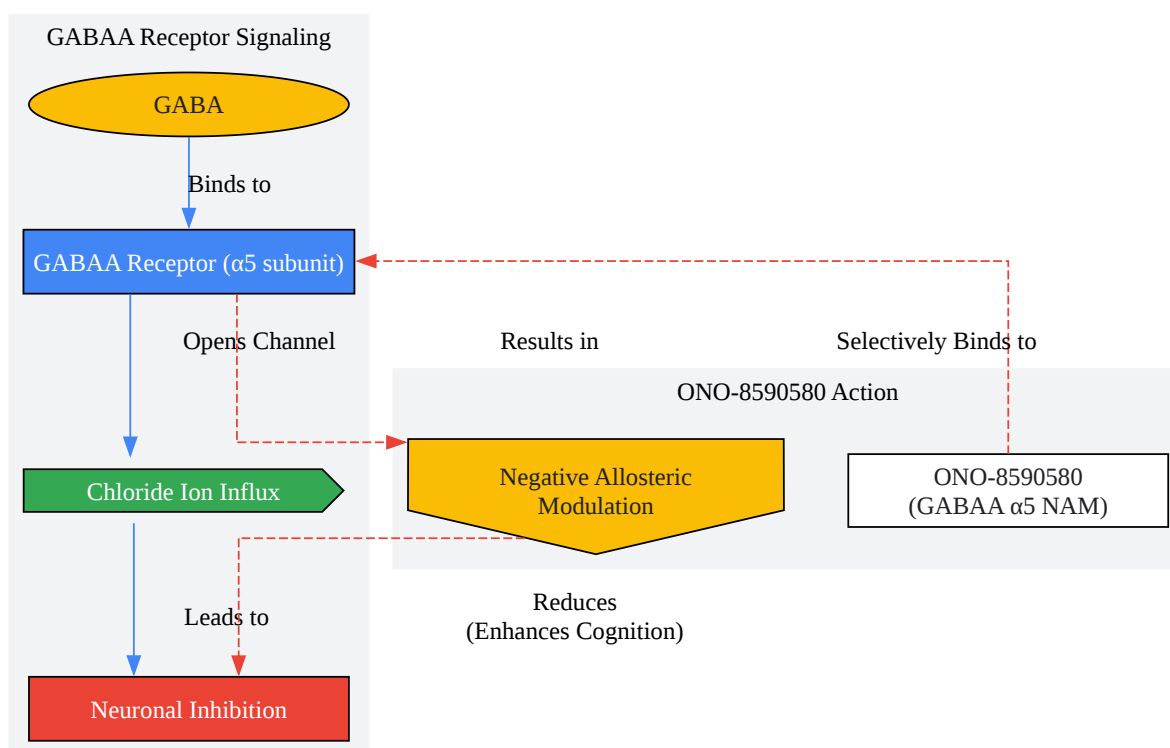 GABAA Receptor Signaling
GABA
Binds to
GABAA Receptor (α5 subunit)
Opens Channel
Results in
Selectively Binds to
ONO-8590580 Action
Negative Allosteric
Modulation
ONO-8590580
(GABAA α5 NAM)
Chloride Ion Influx
Leads to
Reduces
(Enhances Cognition)
Neuronal Inhibition